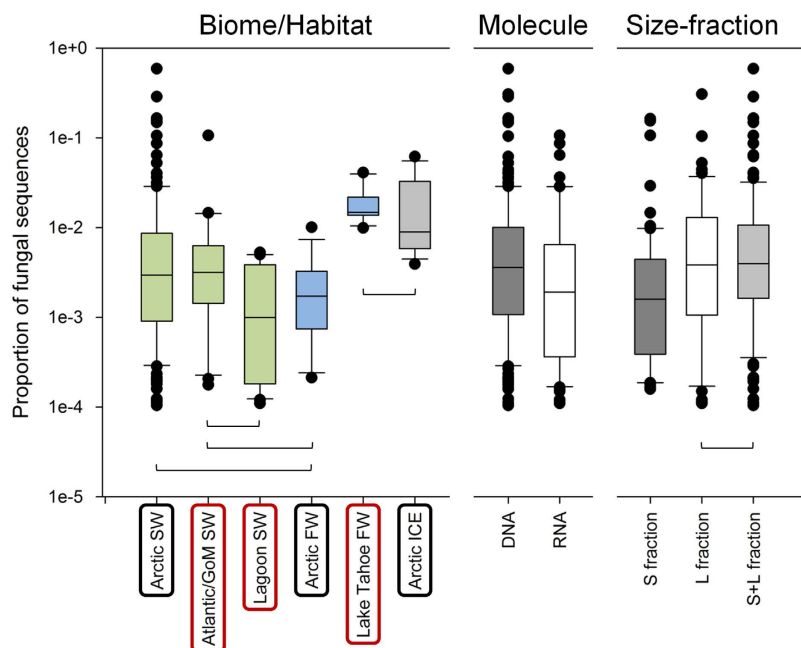 Biome/Habitat
Molecule
Size-fraction
Proportion of fungal sequences
1e+0
1e-1
1e-2
1e-3
1e-4
1e-5
Arctic SW
Atlantic/GoM SW
Lagoon SW
Arctic FW
Lake Tahoe FW
Arctic ICE
DNA
RNA
S fraction
L fraction
S+L fraction